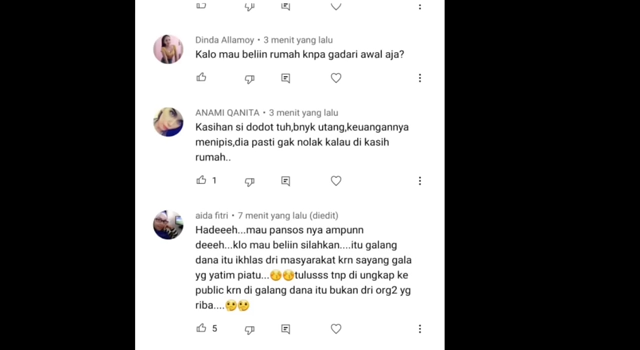 Dinda Allamoy • 3 menit yang lalu
Kalo mau beliin rumah knpa gadari awal aja?
ANAMI QANITA • 3 menit yang lalu
Kasihan si dodot tuh,bnyk utang,keuangannya
menipis,dia pasti gak nolak kalau di kasih
rumah..
1
aida fitri • 7 menit yang lalu (diedit)
Hadeeeh...mau pansos nya ampunn
deeeh...klo mau beliin silahkan....itu galang
dana itu ikhlas dri masyarakat krn sayang gala
yg yatim piatu...😚😚tulusss tnp di ungkap ke
public krn di galang dana itu bukan dri org2 yg
riba....🤭🤭
5